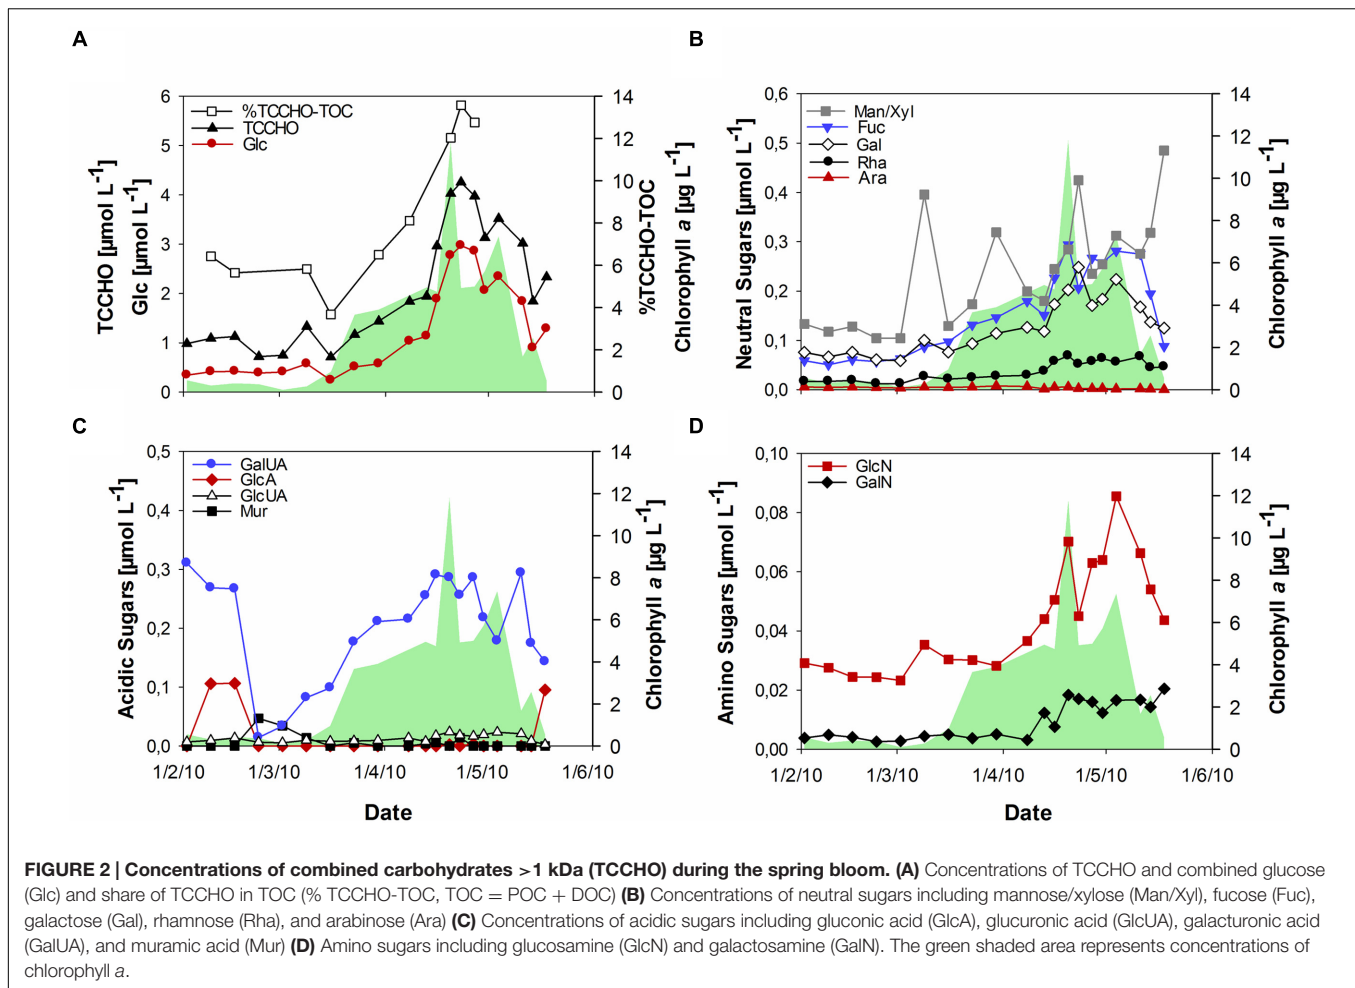 A
B
6
5
4
3
2
1
0
TCCHO [µmol L-1]
Glc [µmol L-1]
%TCCHO-TOC
TCCHO
Glc
14
12
10
8
6
4
2
0
%TCCHO-TOC
Chlorophyll a [µg L-1]
0,6
0,5
0,4
0,3
0,2
0,1
0,0
Neutral Sugars [µmol L-1]
Man/Xyl
Fuc
Gal
Rha
Ara
14
12
10
8
6
4
2
0
Chlorophyll a [µg L-1]
C
D
0,5
0,4
0,3
0,2
0,1
0,0
Acidic Sugars [µmol L-1]
GalUA
GlcA
GlcUA
Mur
14
12
10
8
6
4
2
0
Chlorophyll a [µg L-1]
1/2/10 1/3/10 1/4/10 1/5/10 1/6/10
Date
0,10
0,08
0,06
0,04
0,02
0,00
Amino Sugars [µmol L-1]
GlcN
GalN
14
12
10
8
6
4
2
0
Chlorophyll a [µg L-1]
1/2/10 1/3/10 1/4/10 1/5/10 1/6/10
Date
FIGURE 2 | Concentrations of combined carbohydrates >1 kDa (TCCHO) during the spring bloom. (A) Concentrations of TCCHO and combined glucose
(Glc) and share of TCCHO in TOC (% TCCHO-TOC, TOC = POC + DOC) (B) Concentrations of neutral sugars including mannose/xylose (Man/Xyl), fucose (Fuc),
galactose (Gal), rhamnose (Rha), and arabinose (Ara) (C) Concentrations of acidic sugars including gluconic acid (GlcA), glucuronic acid (GlcUA), galacturonic acid
(GalUA), and muramic acid (Mur) (D) Amino sugars including glucosamine (GlcN) and galactosamine (GalN). The green shaded area represents concentrations of
chlorophyll a.